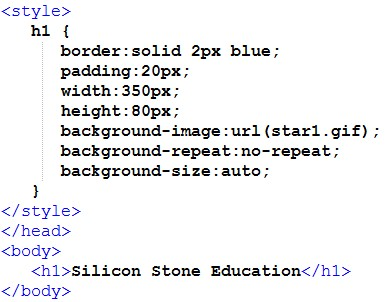 <style>
   h1 {
      border:solid 2px blue;
      padding:20px;
      width:350px;
      height:80px;
      background-image:url(star1.gif);
      background-repeat:no-repeat;
      background-size:auto;
   }
</style>
</head>
<body>
   <h1>Silicon Stone Education</h1>
</body>